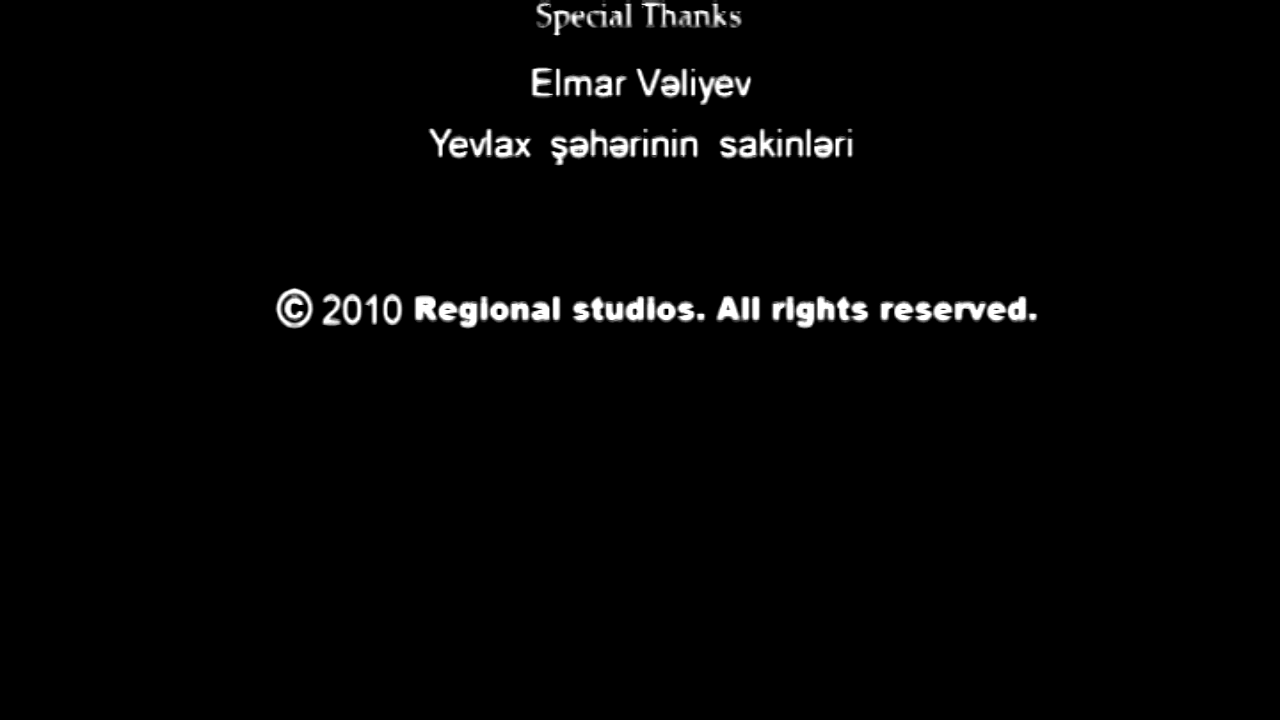 Special Thanks
Elmar Vəliyev
Yevlax şəhərinin sakinləri
© 2010 Regional studios. All rights reserved.